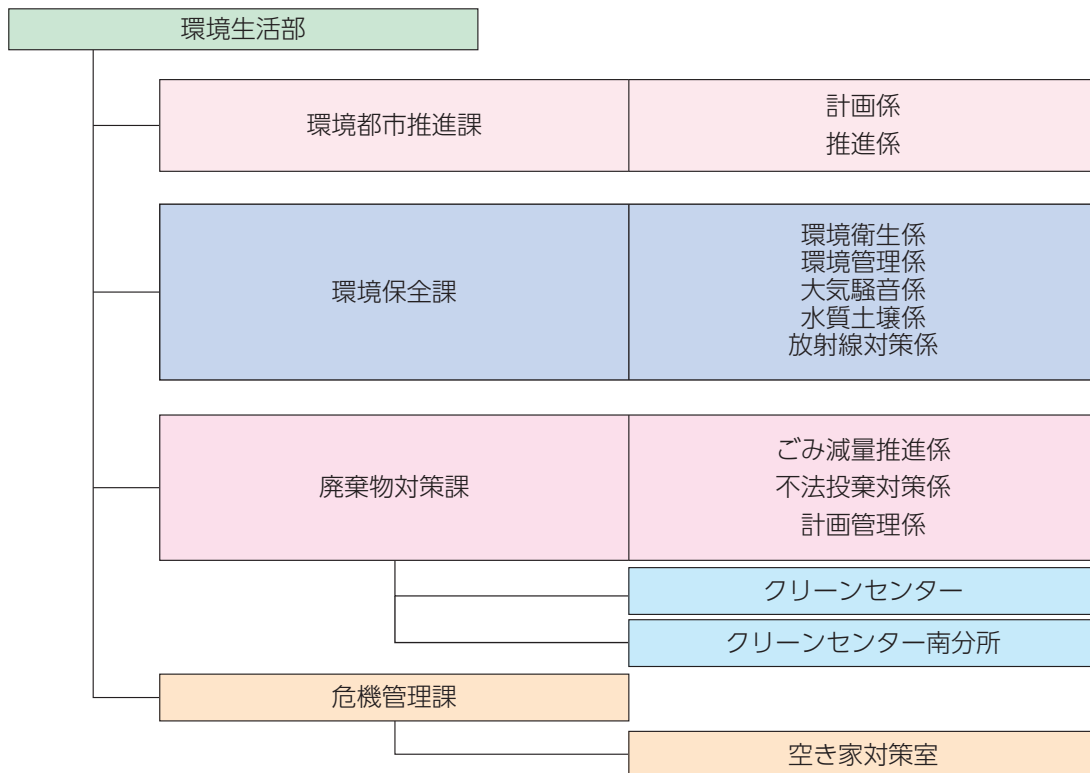 環境生活部
環境都市推進課
計画係
推進係
環境保全課
環境衛生係
環境管理係
大気騒音係
水質土壌係
放射線対策係
廃棄物対策課
ごみ減量推進係
不法投棄対策係
計画管理係
クリーンセンター
クリーンセンター南分所
危機管理課
空き家対策室